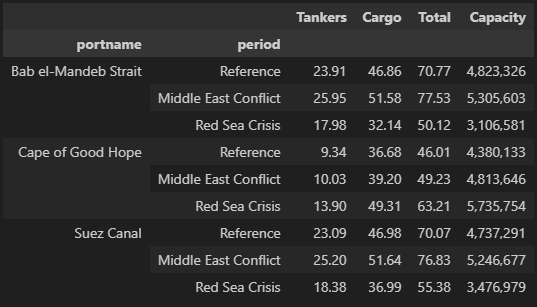 Tankers Cargo Total Capacity
portname period
Bab el-Mandeb Strait Reference 23.91 46.86 70.77 4,823,326
Middle East Conflict 25.95 51.58 77.53 5,305,603
Red Sea Crisis 17.98 32.14 50.12 3,106,581
Cape of Good Hope Reference 9.34 36.68 46.01 4,380,133
Middle East Conflict 10.03 39.20 49.23 4,813,646
Red Sea Crisis 13.90 49.31 63.21 5,735,754
Suez Canal Reference 23.09 46.98 70.07 4,737,291
Middle East Conflict 25.20 51.64 76.83 5,246,677
Red Sea Crisis 18.38 36.99 55.38 3,476,979